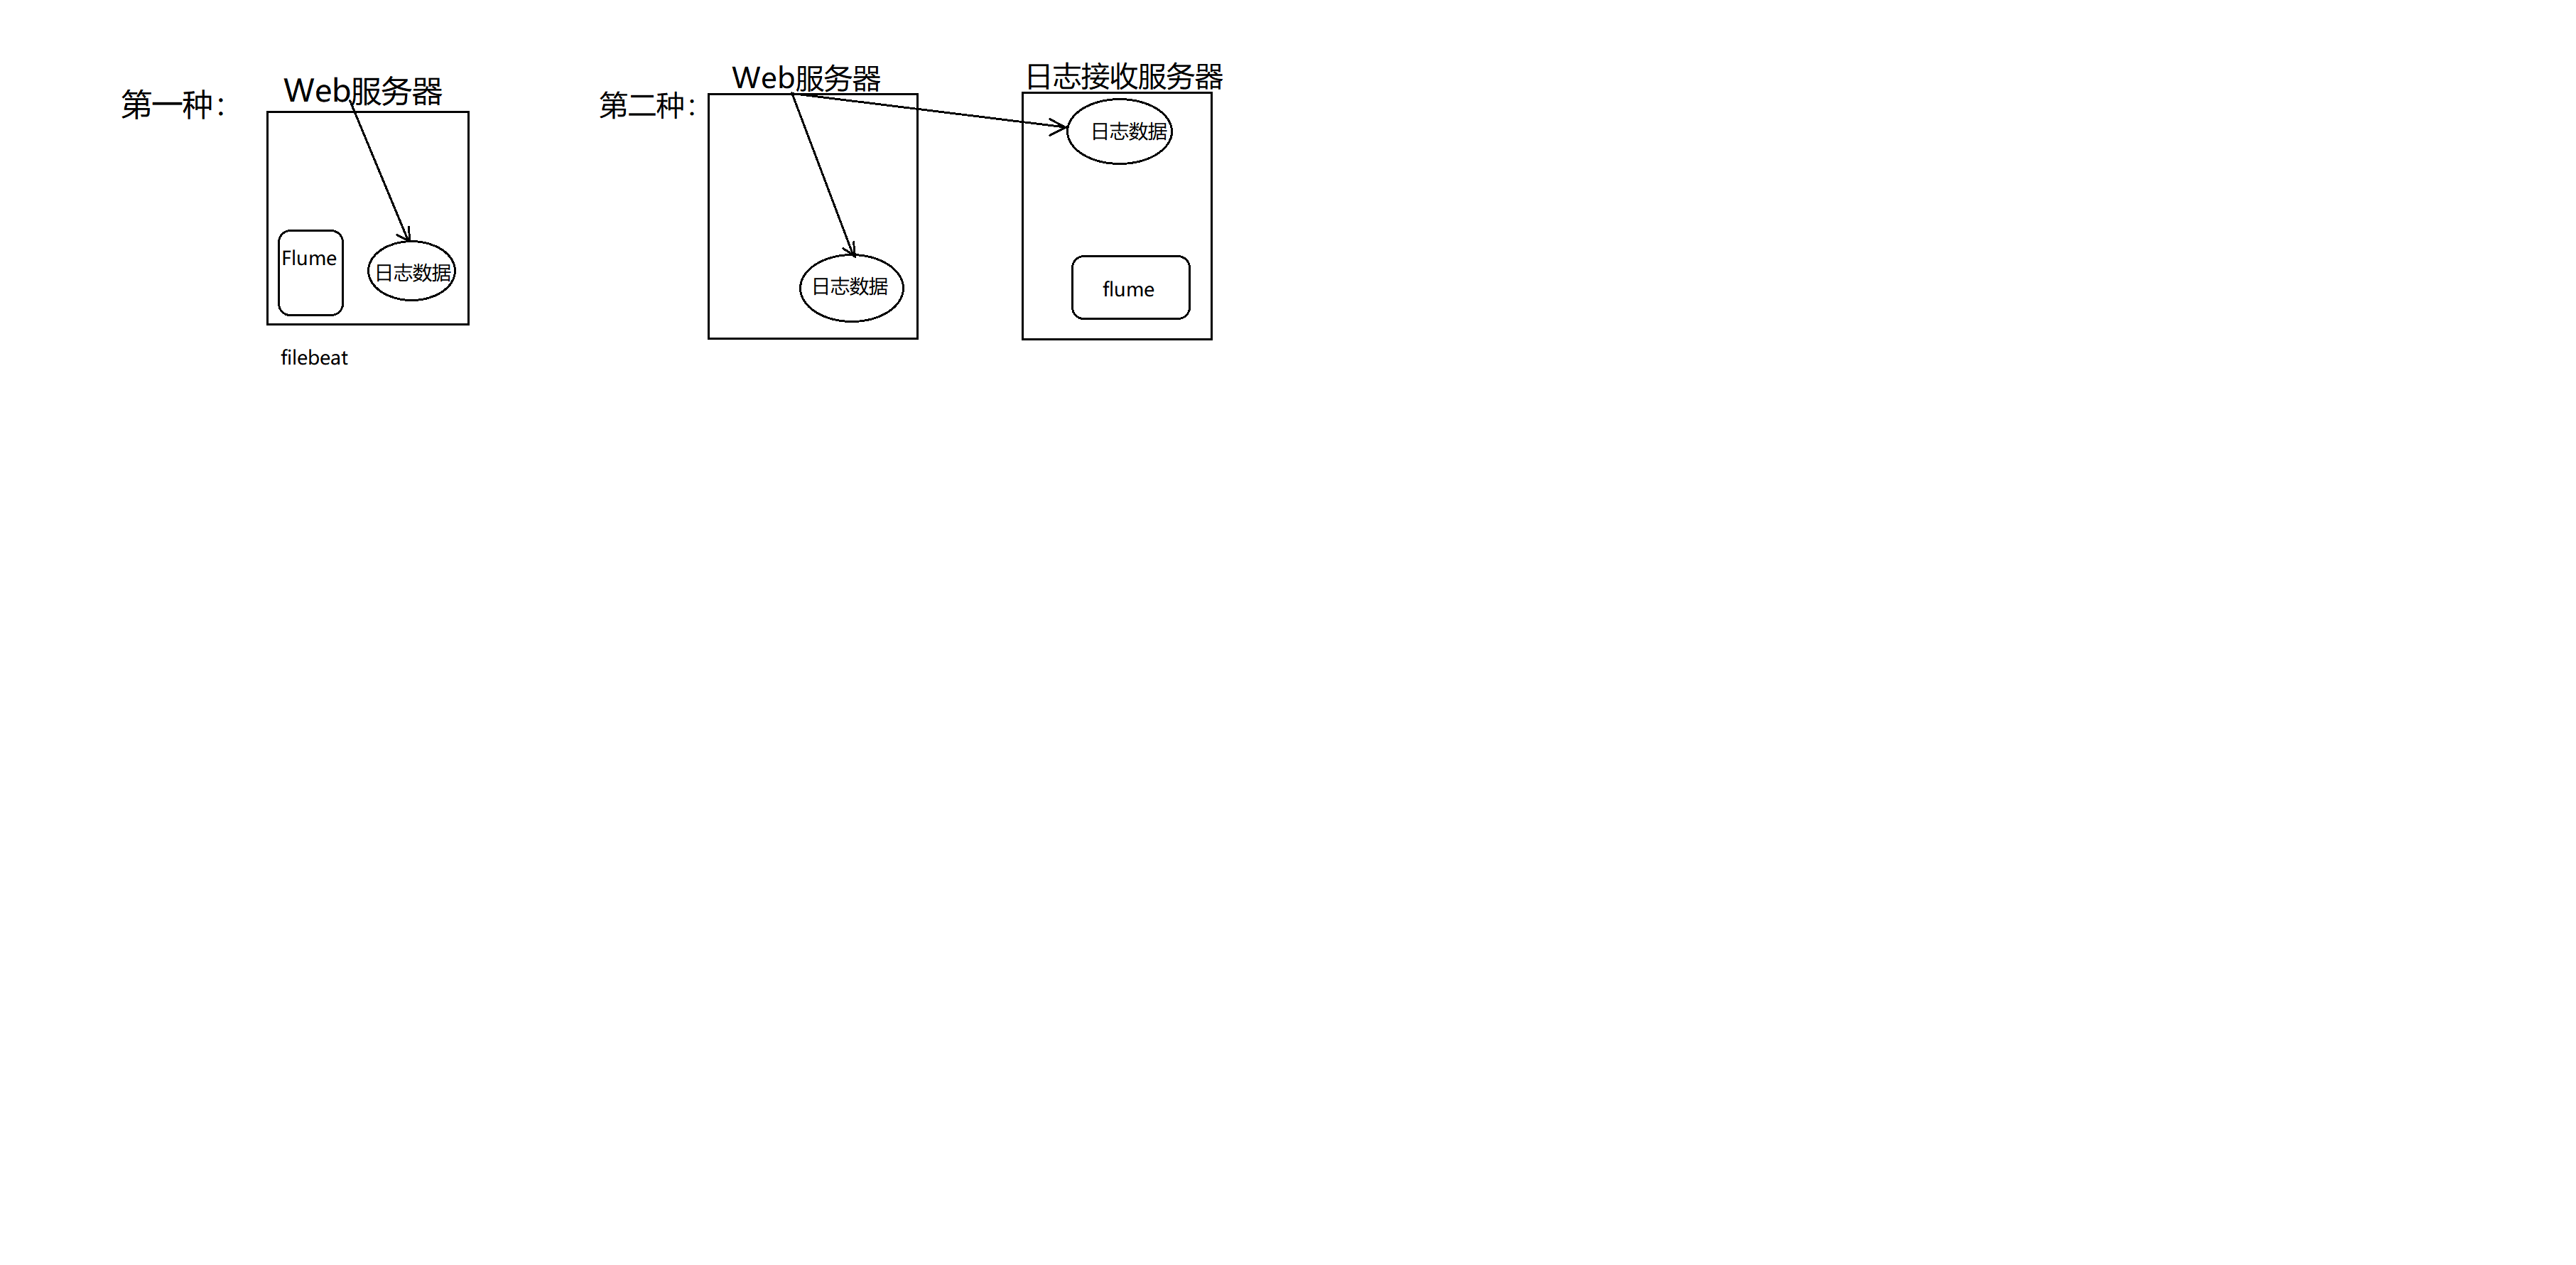 第一种：
Web服务器
Flume
日志数据
filebeat
第二种：
Web服务器
日志数据
日志接收服务器
日志数据
flume